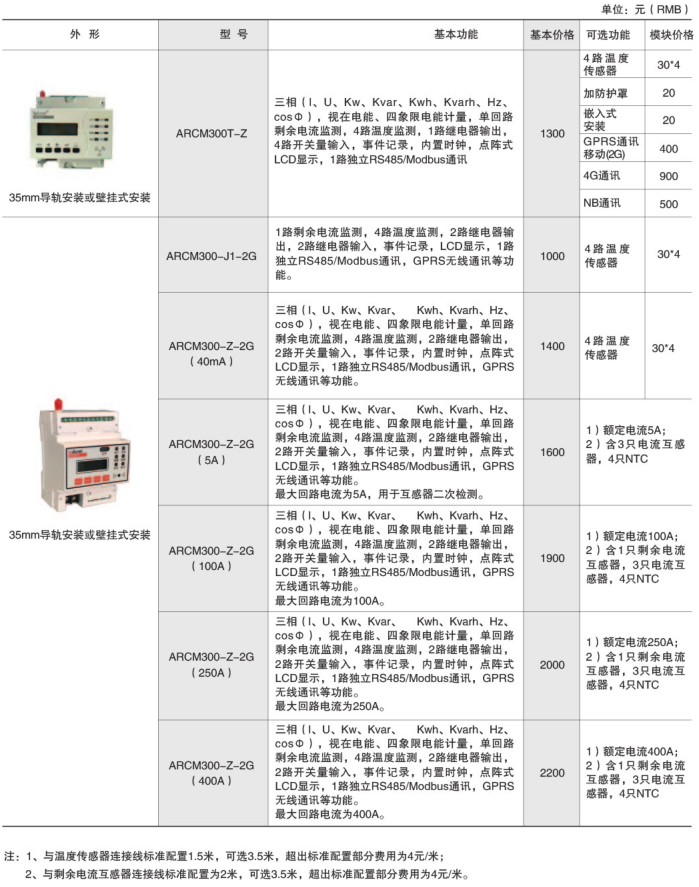 单位：元（RMB）
外 形 型 号 基本功能 基本价格 可选功能 模块价格
35mm导轨安装或壁挂式安装
ARCM300T-Z
三相（I、U、Kw、Kvar、Kwh、Kvarh、Hz、
cosΦ），视在电能、四象限电能计量，单回路
剩余电流监测，4路温度监测，1路继电器输出，
4路开关量输入，事件记录，内置时钟，点阵式
LCD显示，1路独立RS485/Modbus通讯
1300
4路温度
传感器
30*4
加防护罩 20
嵌入式
安装
20
GPRS通讯
移动(2G)
400
4G通讯 900
NB通讯 500
35mm导轨安装或壁挂式安装
ARCM300-J1-2G
1路剩余电流监测，4路温度监测，2路继电器输
出，2路继电器输入，事件记录，LCD显示，1路
独立RS485/Modbus通讯，GPRS无线通讯等功
能。
1000
4路温度
传感器
30*4
ARCM300-Z-2G
（40mA）
三相（I、U、Kw、Kvar、 Kwh、Kvarh、Hz、
cosΦ），视在电能、四象限电能计量，单回路
剩余电流监测，4路温度监测，2路继电器输出，
2路开关量输入，事件记录，内置时钟，点阵式
LCD显示，1路独立RS485/Modbus通讯，GPRS
无线通讯等功能。
1400
4路温度
传感器
30*4
ARCM300-Z-2G
（5A）
三相（I、U、Kw、Kvar、 Kwh、Kvarh、Hz、
cosΦ），视在电能、四象限电能计量，单回路
剩余电流监测，4路温度监测，2路继电器输出，
2路开关量输入，事件记录，内置时钟，点阵式
LCD显示，1路独立RS485/Modbus通讯，GPRS
无线通讯等功能。
最大回路电流为5A，用于互感器二次检测。
1600
1）额定电流5A；
2）含3只电流互感
器，4只NTC
ARCM300-Z-2G
（100A）
三相（I、U、Kw、Kvar、 Kwh、Kvarh、Hz、
cosΦ），视在电能、四象限电能计量，单回路
剩余电流监测，4路温度监测，2路继电器输出，
2路开关量输入，事件记录，内置时钟，点阵式
LCD显示，1路独立RS485/Modbus通讯，GPRS
无线通讯等功能。
最大回路电流为100A。
1900
1）额定电流100A；
2）含1只剩余电流
互感器，3只电流互
感器，4只NTC
ARCM300-Z-2G
（250A）
三相（I、U、Kw、Kvar、 Kwh、Kvarh、Hz、
cosΦ），视在电能、四象限电能计量，单回路
剩余电流监测，4路温度监测，2路继电器输出，
2路开关量输入，事件记录，内置时钟，点阵式
LCD显示，1路独立RS485/Modbus通讯，GPRS
无线通讯等功能。
最大回路电流为250A。
2000
1）额定电流250A；
2）含1只剩余电流
互感器，3只电流互
感器，4只NTC
ARCM300-Z-2G
（400A）
三相（I、U、Kw、Kvar、 Kwh、Kvarh、Hz、
cosΦ），视在电能、四象限电能计量，单回路
剩余电流监测，4路温度监测，2路继电器输出，
2路开关量输入，事件记录，内置时钟，点阵式
LCD显示，1路独立RS485/Modbus通讯，GPRS
无线通讯等功能。
最大回路电流为400A。
2200
1）额定电流400A；
2）含1只剩余电流
互感器，3只电流互
感器，4只NTC
注：1、与温度传感器连接线标准配置1.5米，可选3.5米，超出标准配置部分费用为4元/米；
2、与剩余电流互感器连接线标准配置为2米，可选3.5米，超出标准配置部分费用为4元/米。